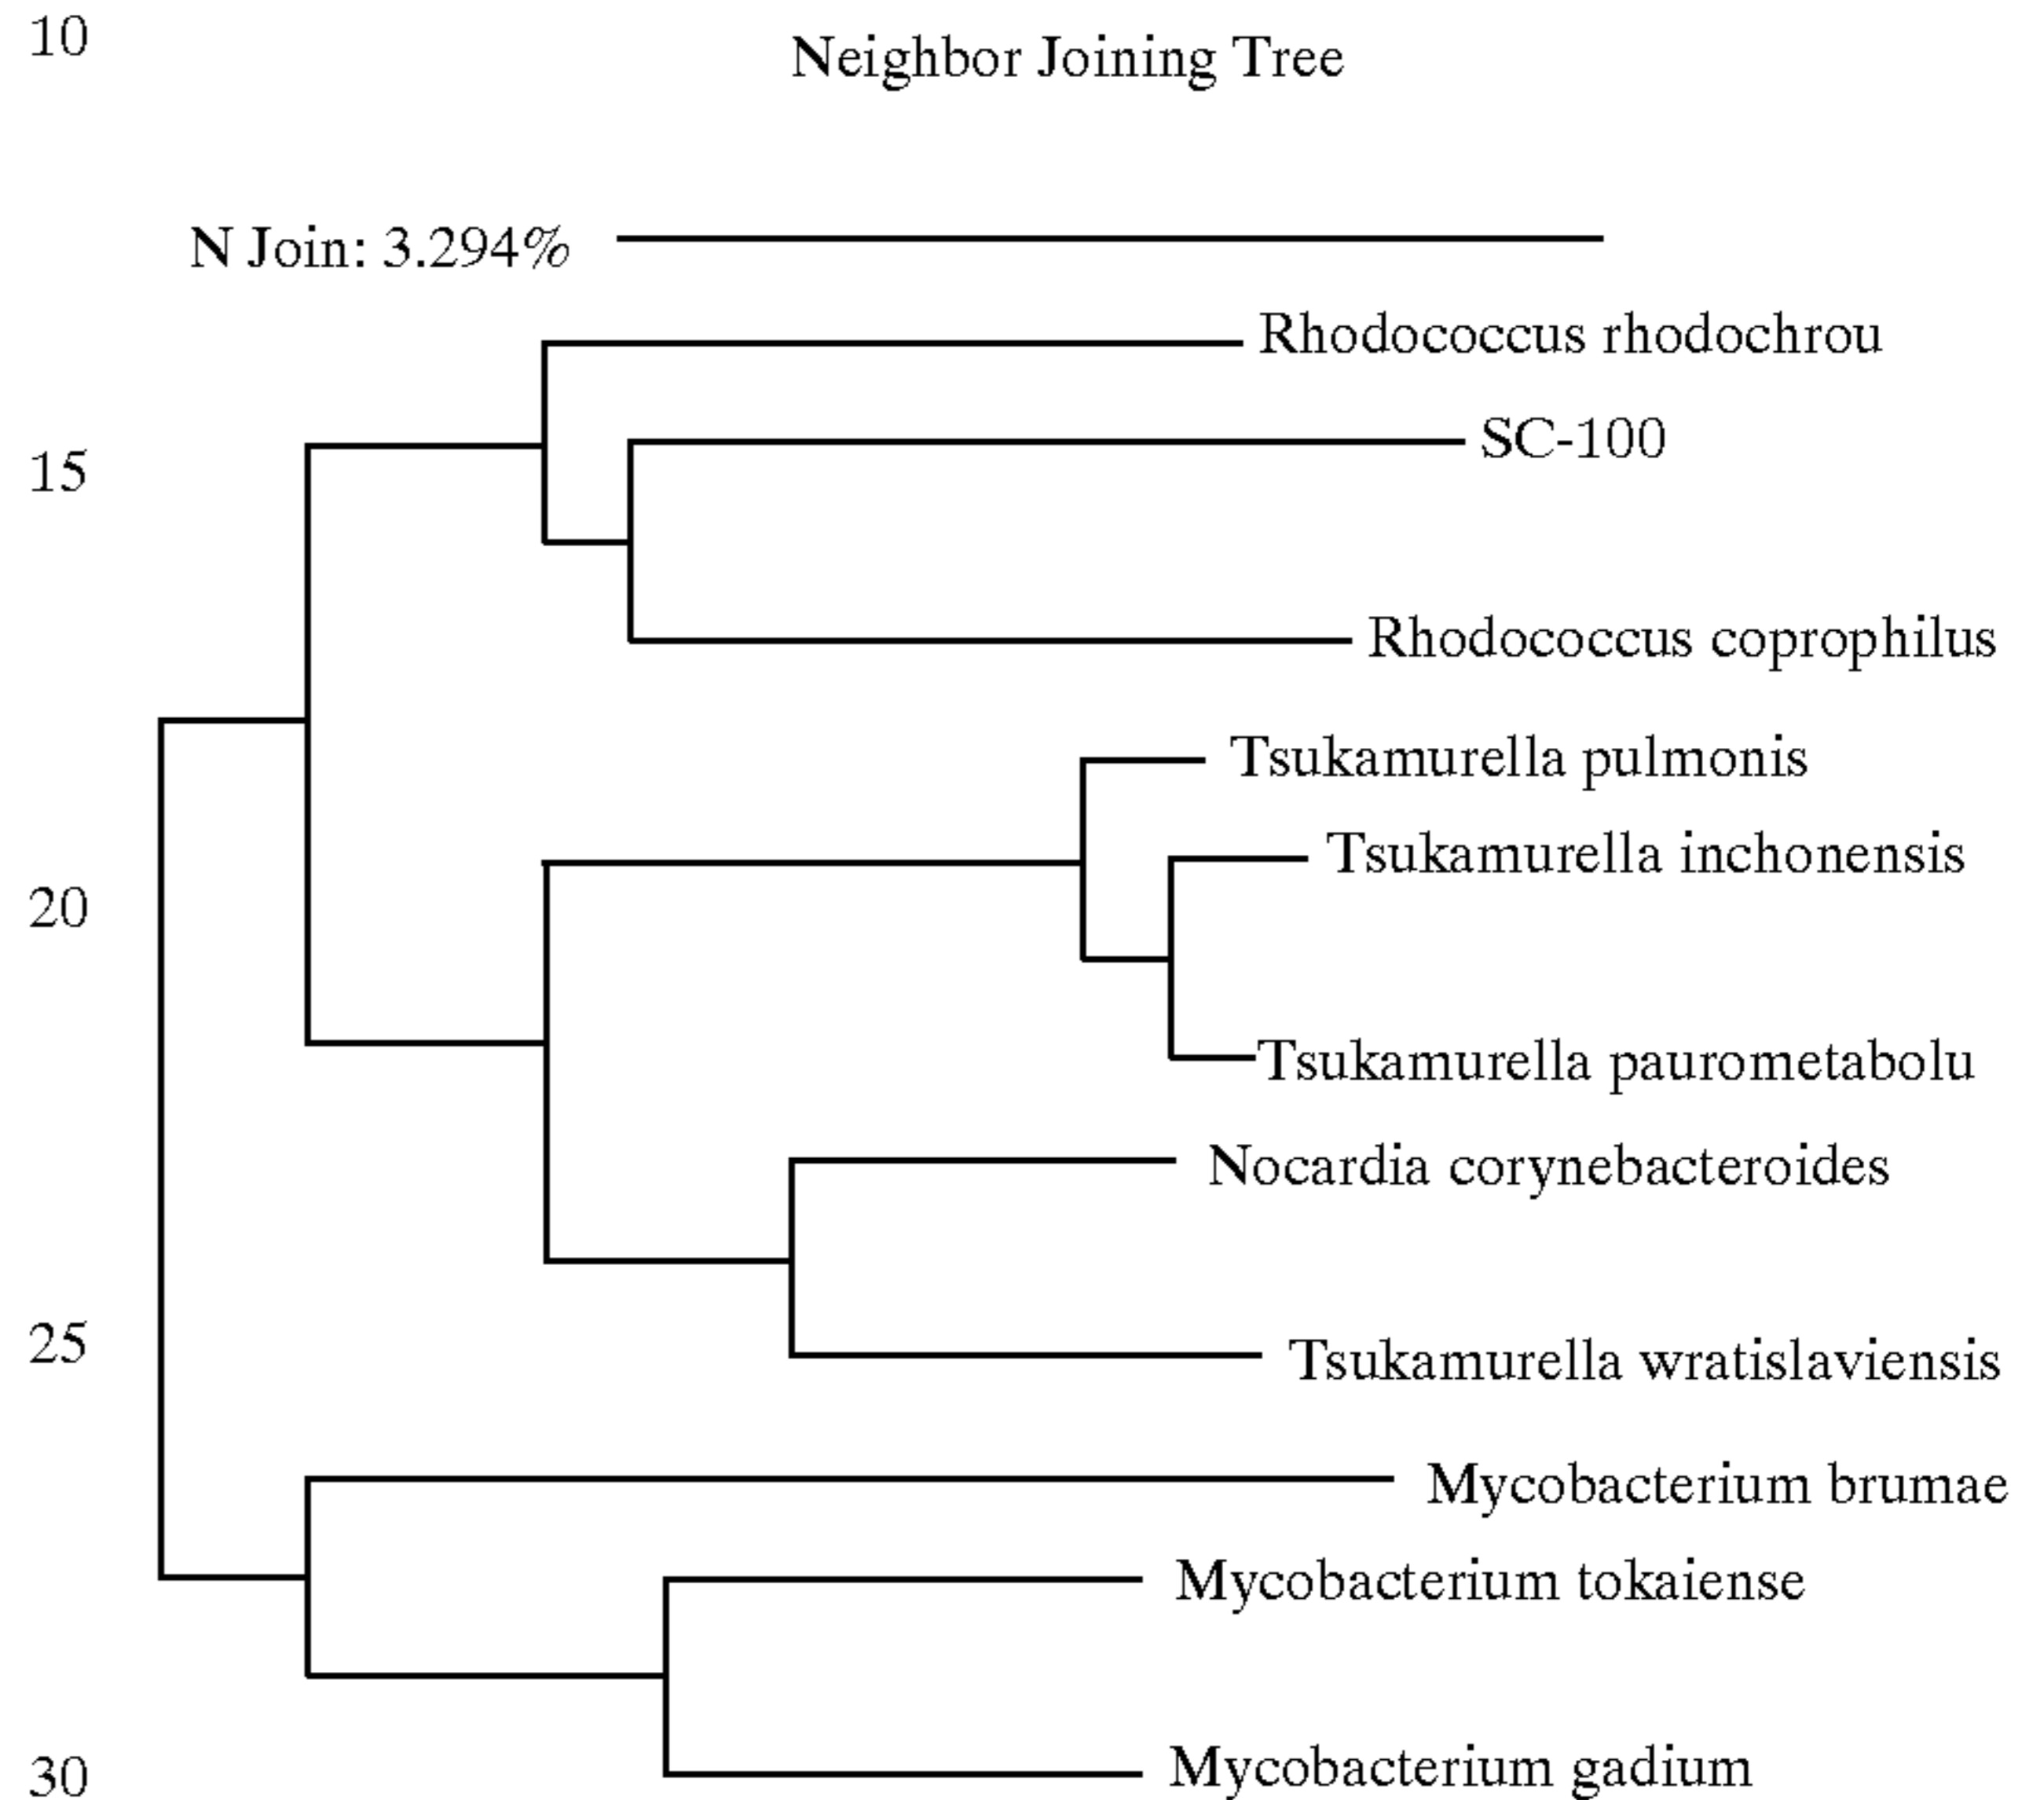 10
Neighbor Joining Tree
N Join: 3.294%
Rhodococcus rhodochrou
SC-100
15
Rhodococcus coprophilus
Tsukamurella pulmonis
Tsukamurella inchonensis
20
Tsukamurella paurometabolu
Nocardia corynebacteroides
25
Tsukamurella wratislaviensis
Mycobacterium brumae
Mycobacterium tokaiense
30
Mycobacterium gadium